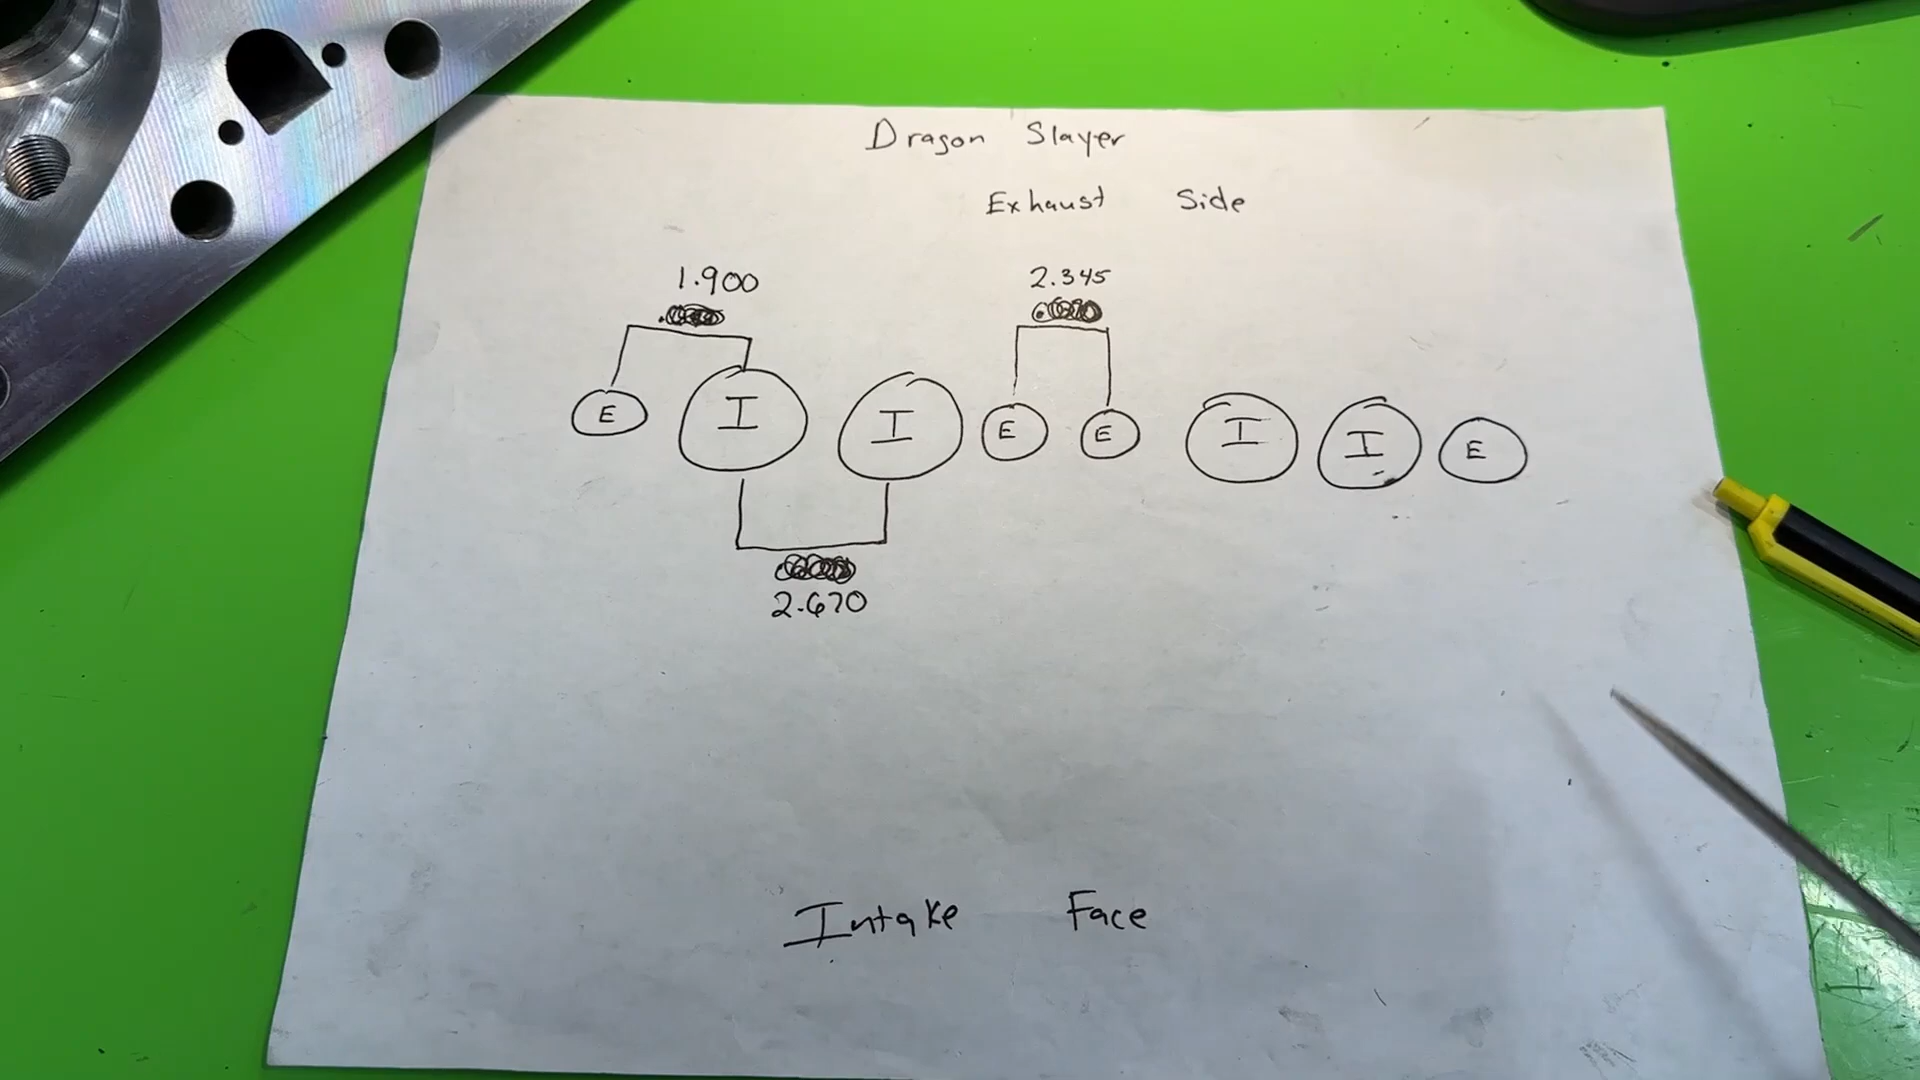 Dragon Slayer
Exhaust Side
1.900 2.345
E I I E E I I E
2.670
Intake Face